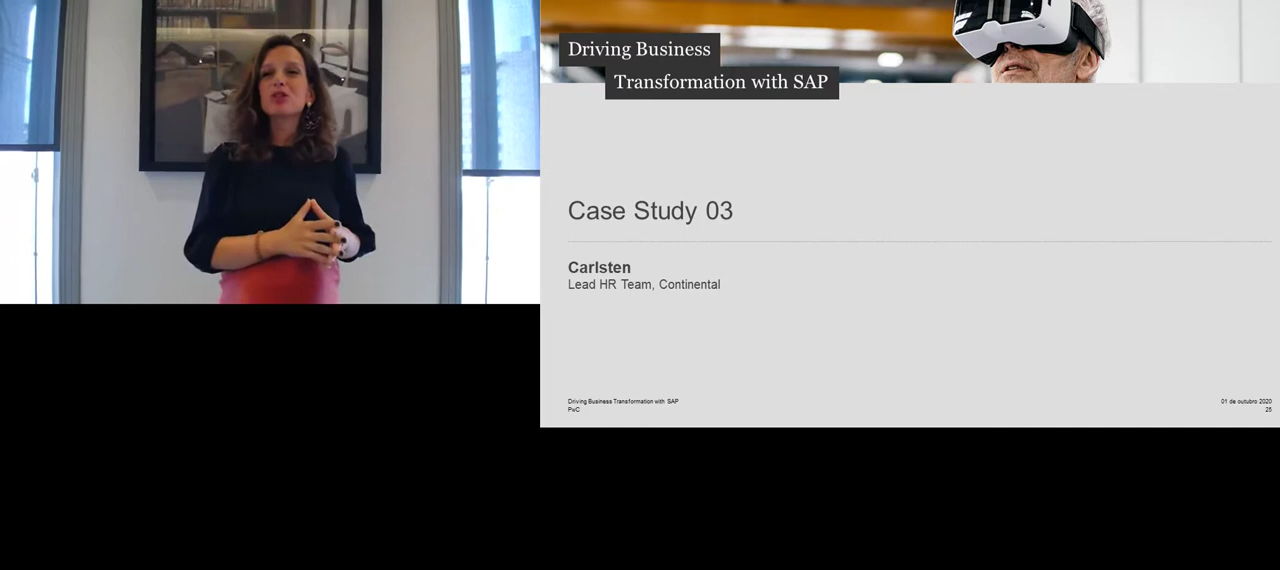 Driving Business
Transformation with SAP
Case Study 03
Carlsten
Lead HR Team, Continental
Driving Business Transformation with SAP
PwC
01 de outubro 2020
25